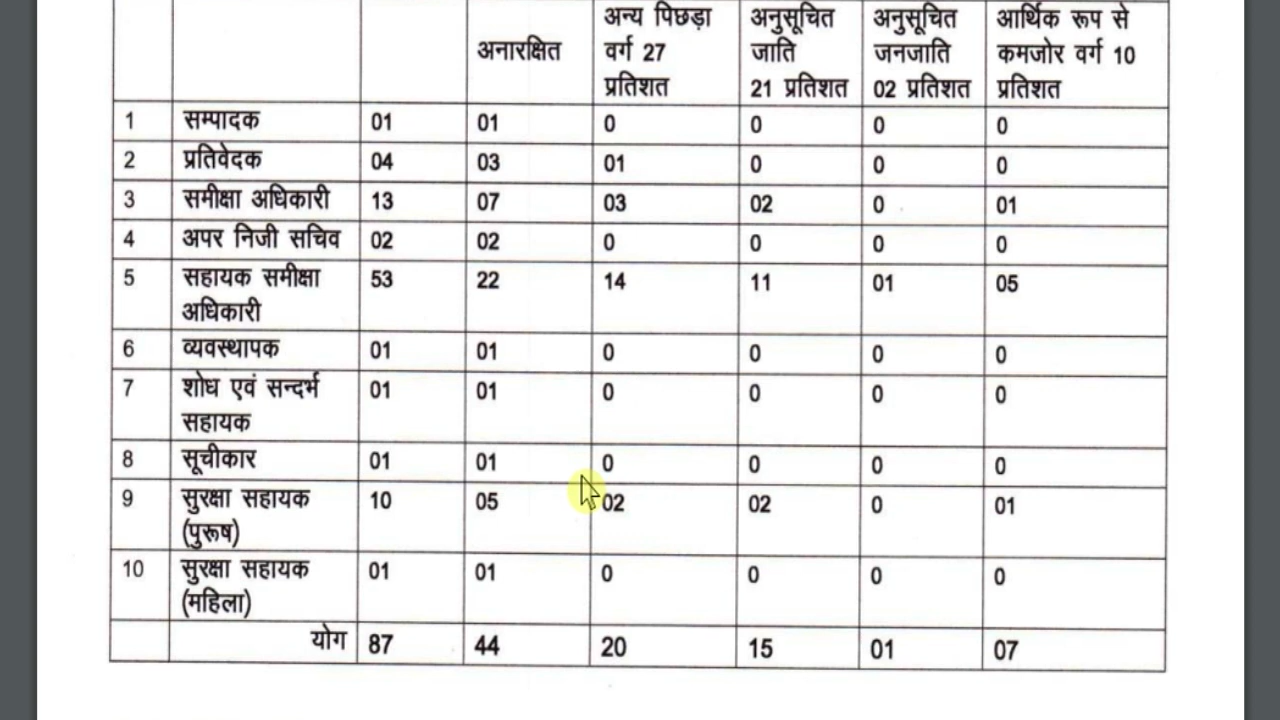 अनारक्षित अन्य पिछड़ा वर्ग 27 प्रतिशत अनुसूचित जाति 21 प्रतिशत अनुसूचित जनजाति 02 प्रतिशत आर्थिक रूप से कमजोर वर्ग 10 प्रतिशत
1 सम्पादक 01 01 0 0 0 0
2 प्रतिवेदक 04 03 01 0 0 0
3 समीक्षा अधिकारी 13 07 03 02 0 01
4 अपर निजी सचिव 02 02 0 0 0 0
5 सहायक समीक्षा अधिकारी 53 22 14 11 01 05
6 व्यवस्थापक 01 01 0 0 0 0
7 शोध एवं सन्दर्भ सहायक 01 01 0 0 0 0
8 सूचीकार 01 01 0 0 0 0
9 सुरक्षा सहायक (पुरूष) 10 05 02 02 0 01
10 सुरक्षा सहायक (महिला) 01 01 0 0 0 0
योग 87 44 20 15 01 07